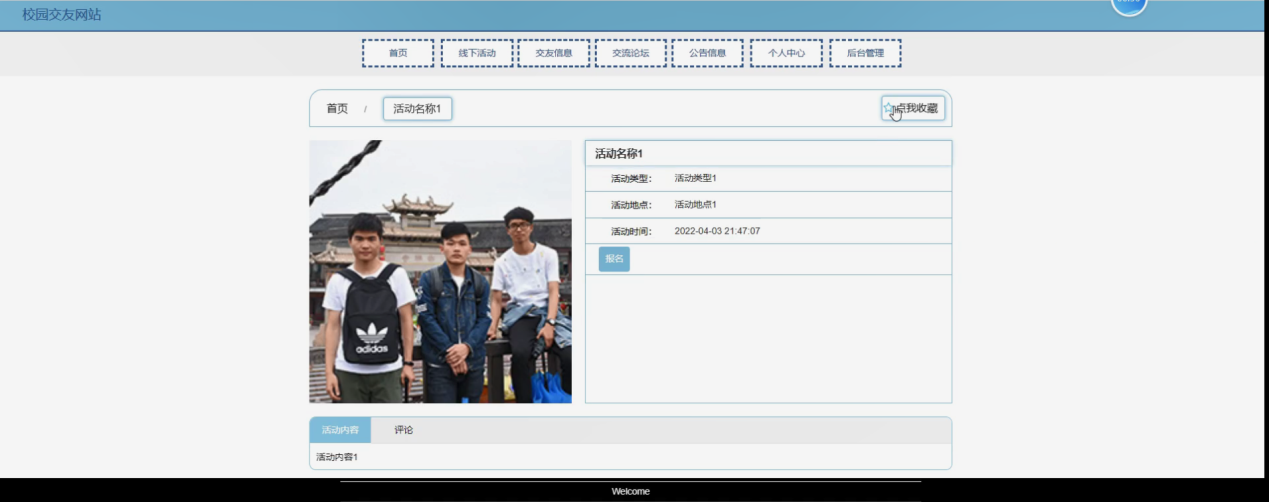 校园交友网站
首页 线下活动 交友信息 交流论坛 公告信息 个人中心 后台管理
首页 / 活动名称1 点我收藏
adidas
活动名称1
活动类型: 活动类型1
活动地点: 活动地点1
活动时间: 2022-04-03 21:47:07
报名
活动内容 评论
活动内容1
Welcome